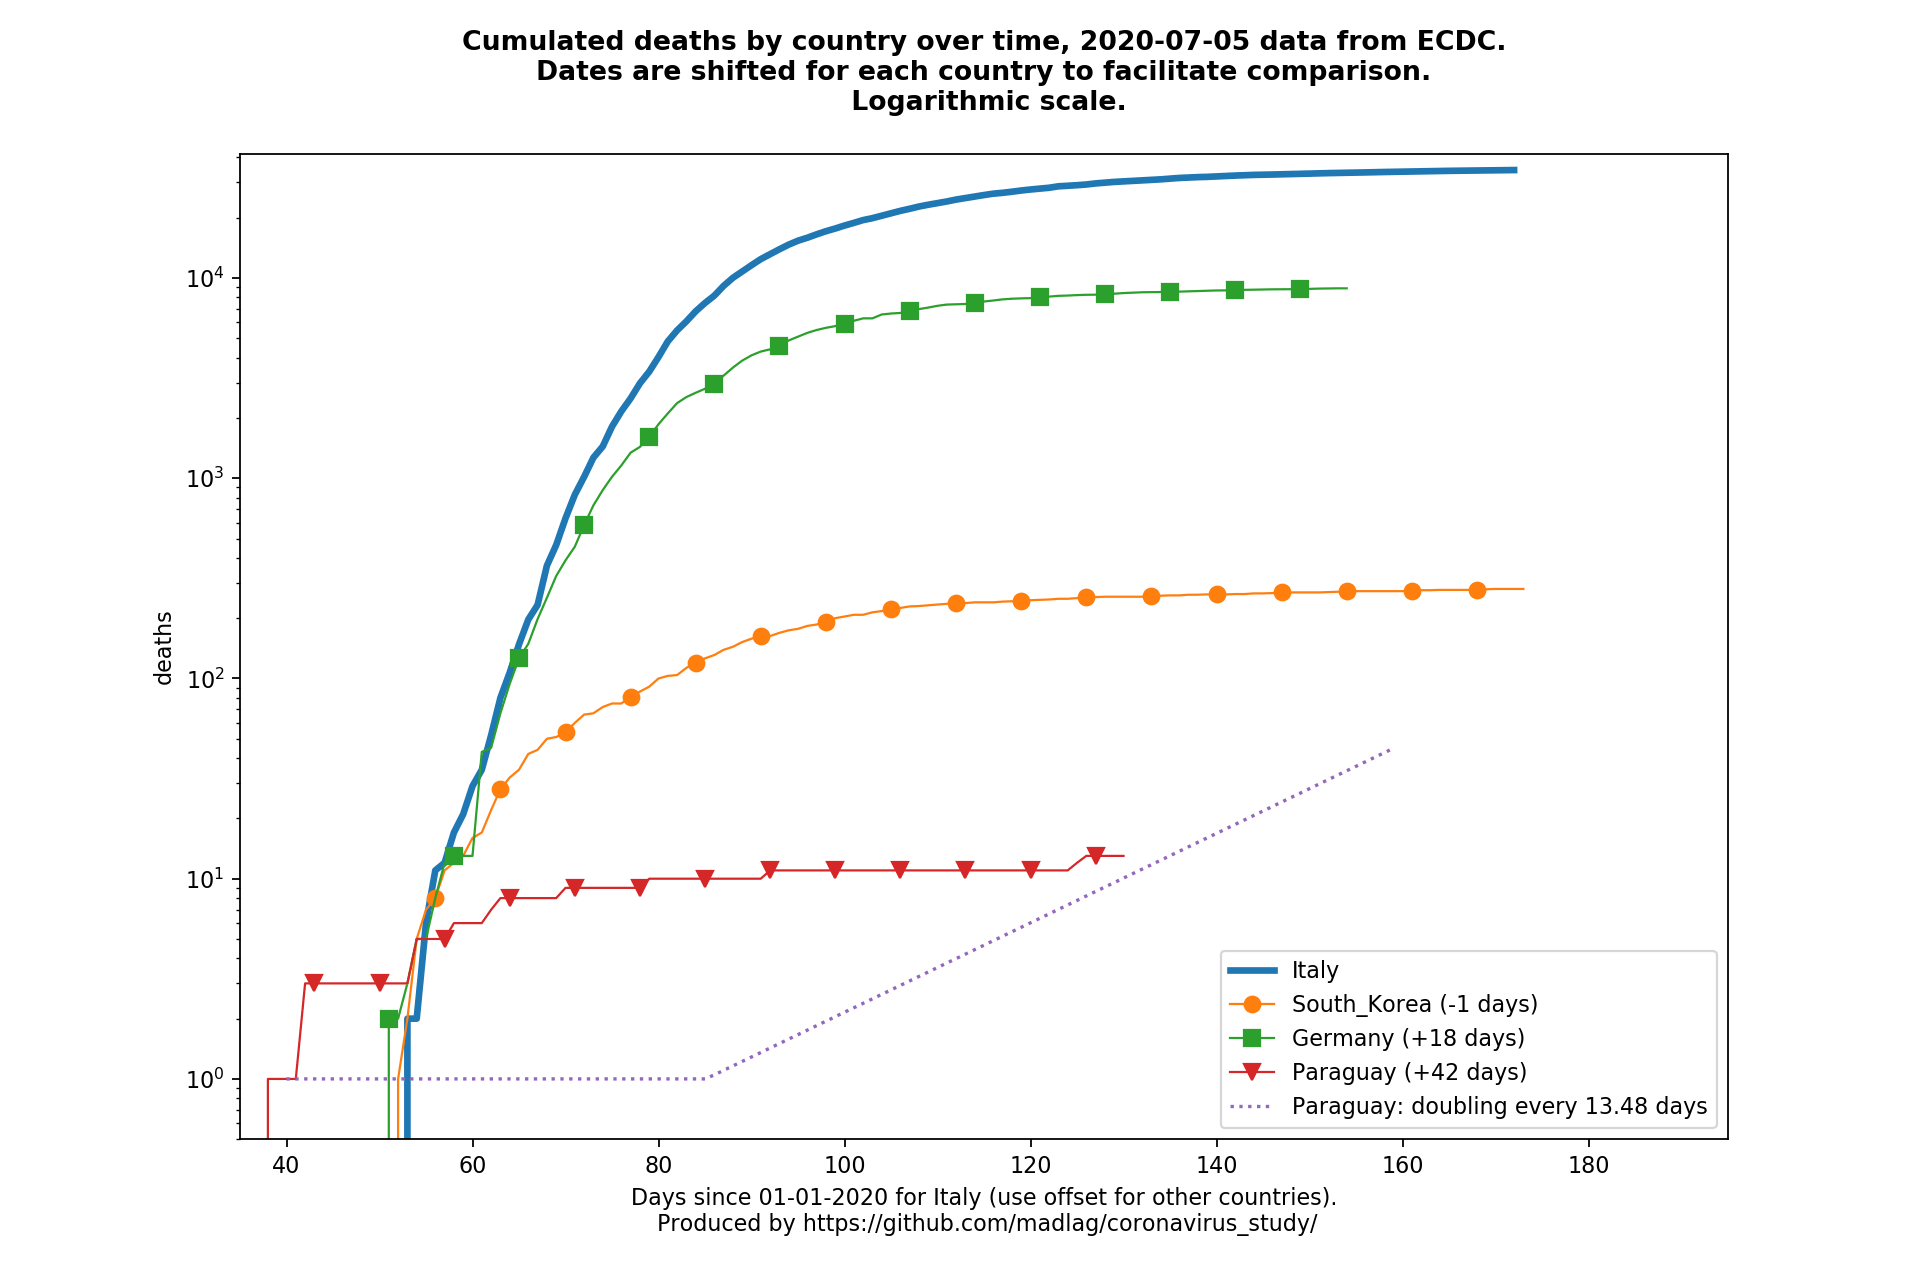 Cumulated deaths by country over time, 2020-07-05 data from ECDC.
Dates are shifted for each country to facilitate comparison.
Logarithmic scale.
10^4
10^3
10^2
10^1
10^0
deaths
Italy
South_Korea (-1 days)
Germany (+18 days)
Paraguay (+42 days)
Paraguay: doubling every 13.48 days
40 60 80 100 120 140 160 180
Days since 01-01-2020 for Italy (use offset for other countries).
Produced by https://github.com/madlag/coronavirus_study/